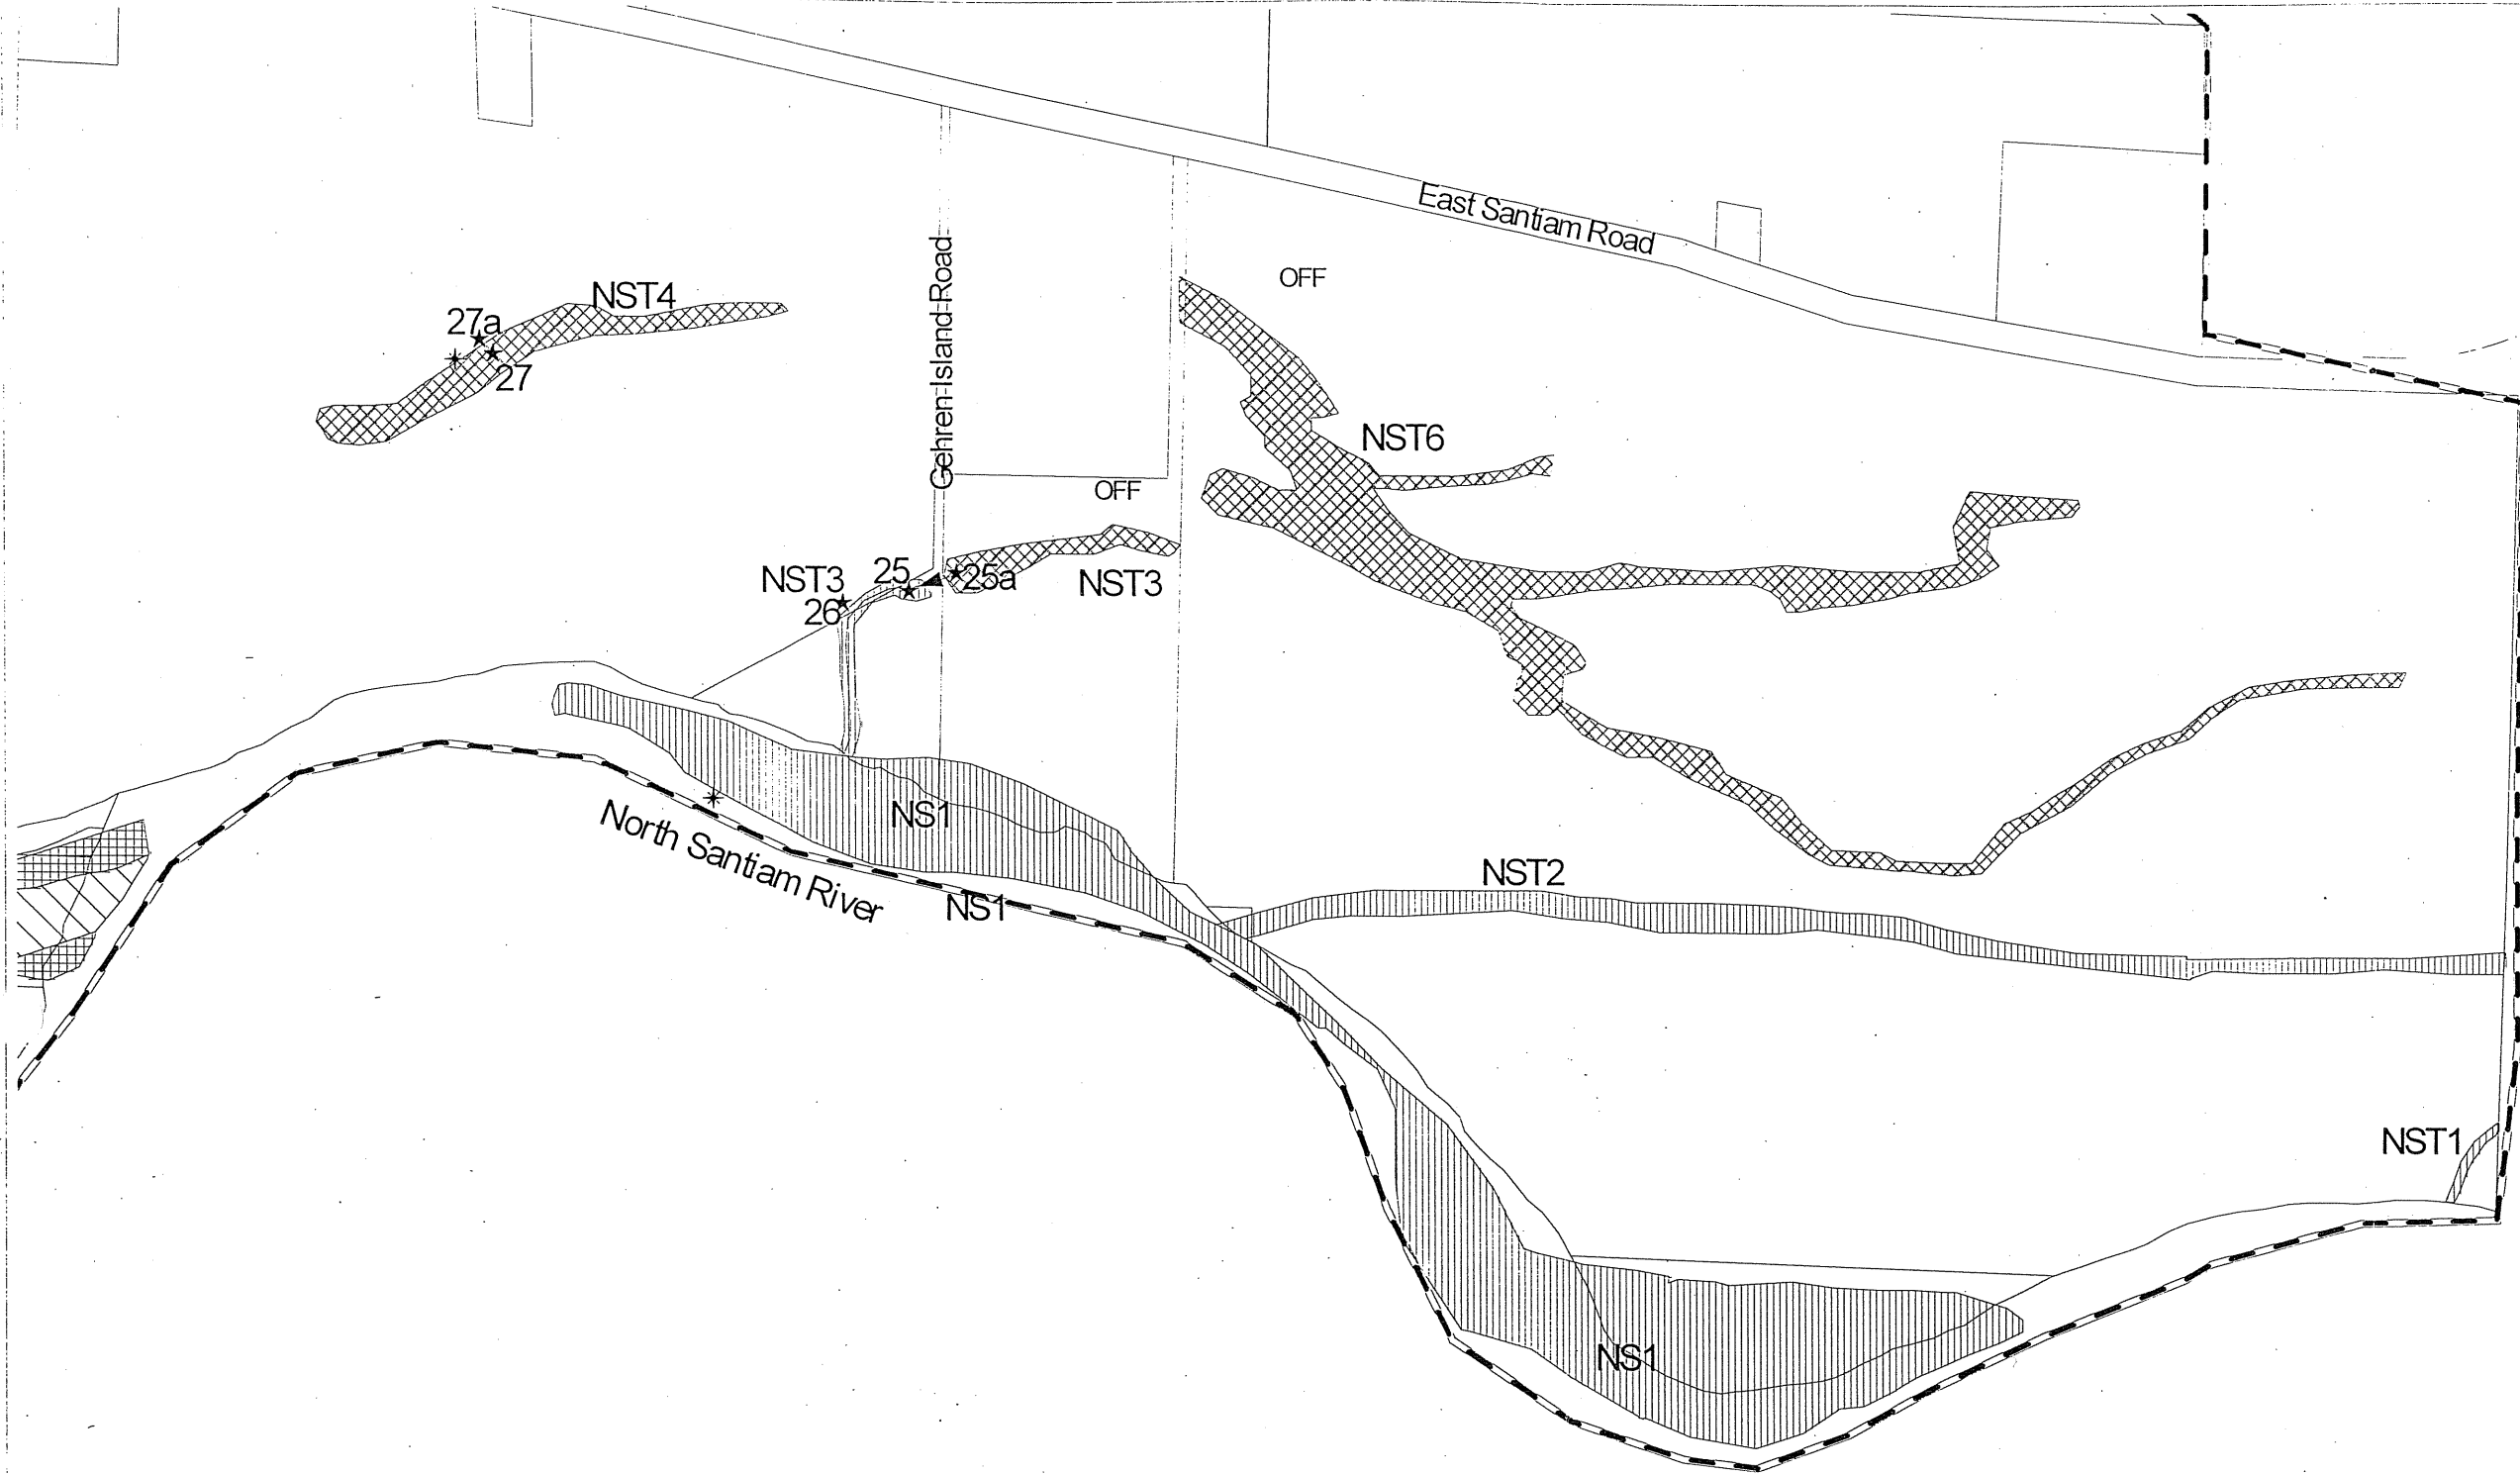 East Santiam Road
OFF
NST4
27a
27
Gehren-Island-Road
NST6
OFF
NST3
25
25a
NST3
26
NS1
North Santiam River
NS1
NST2
NST1
NS1